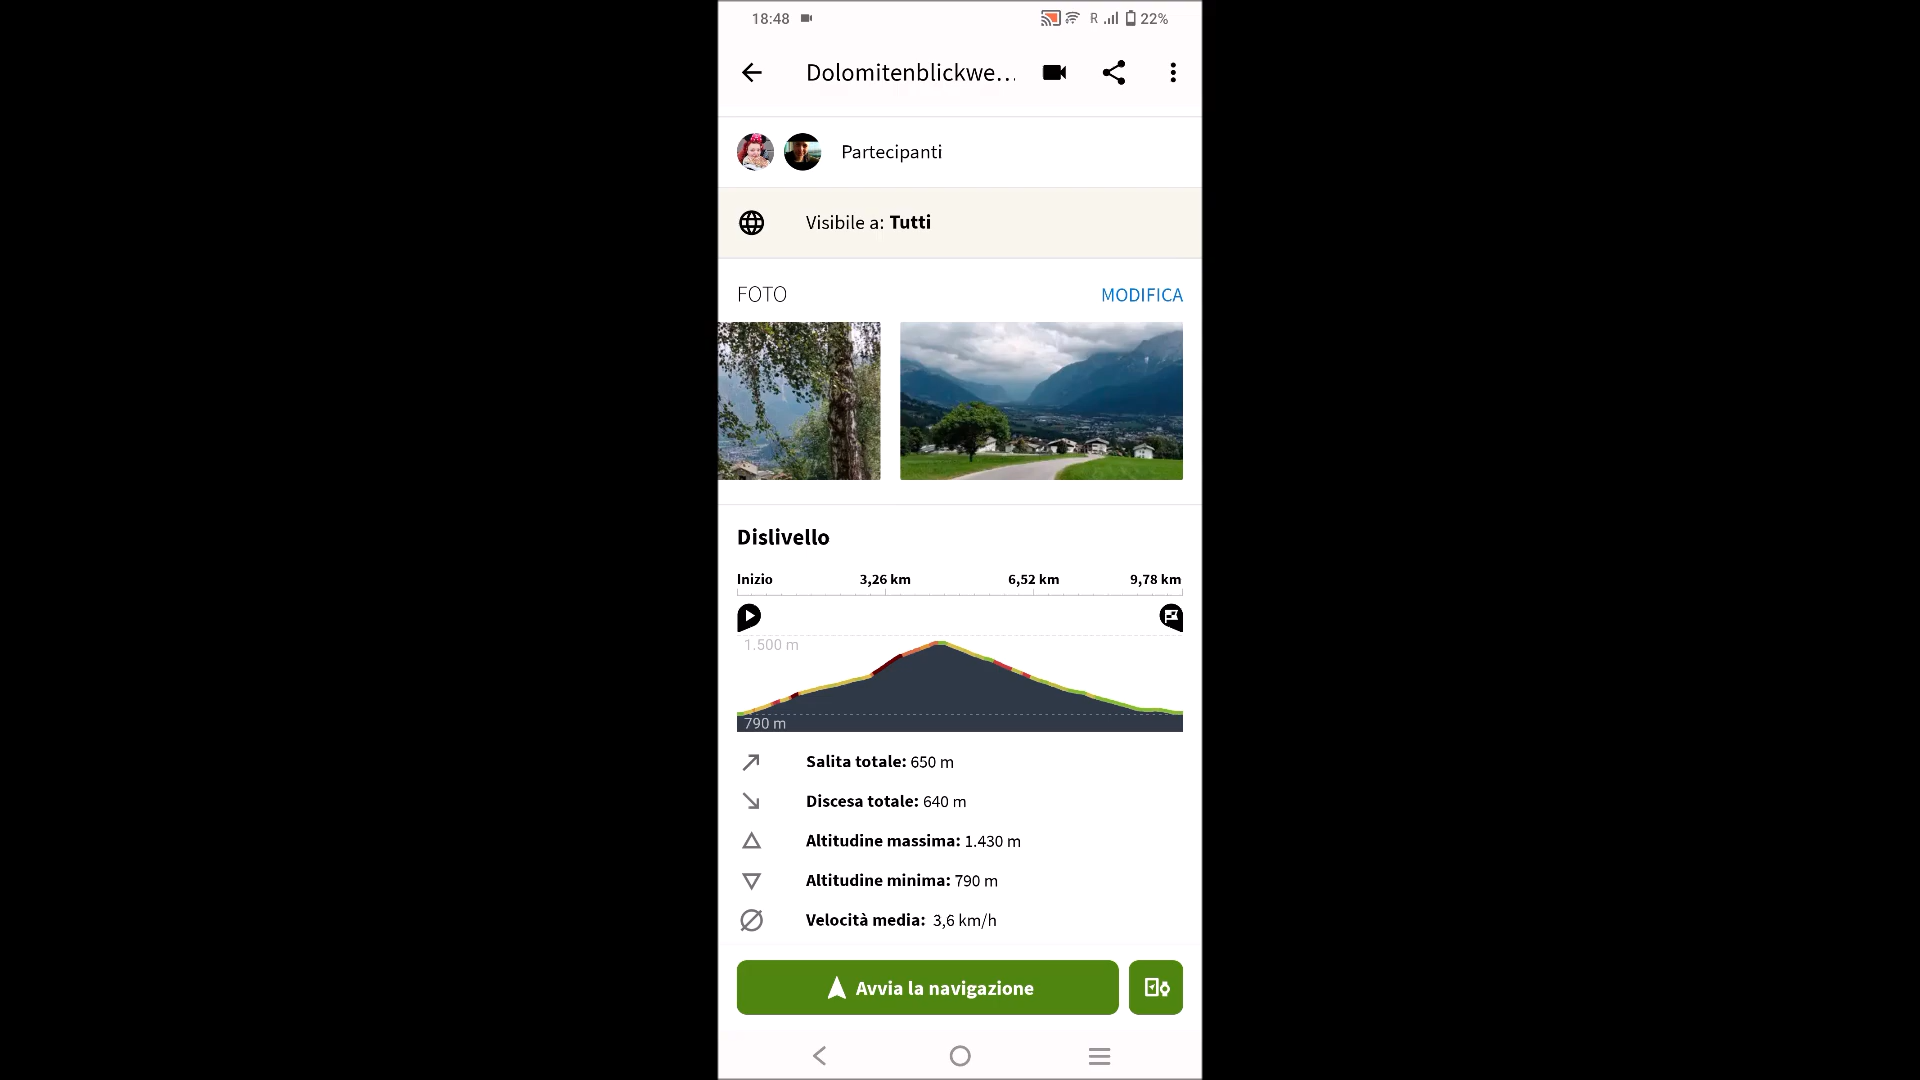 18:48
R
22%
Dolomitenblickwe...
Partecipanti
Visibile a: Tutti
FOTO
MODIFICA
Dislivello
Inizio 3,26 km 6,52 km 9,78 km
1.500 m
790 m
Salita totale: 650 m
Discesa totale: 640 m
Altitudine massima: 1.430 m
Altitudine minima: 790 m
Velocità media: 3,6 km/h
Avvia la navigazione